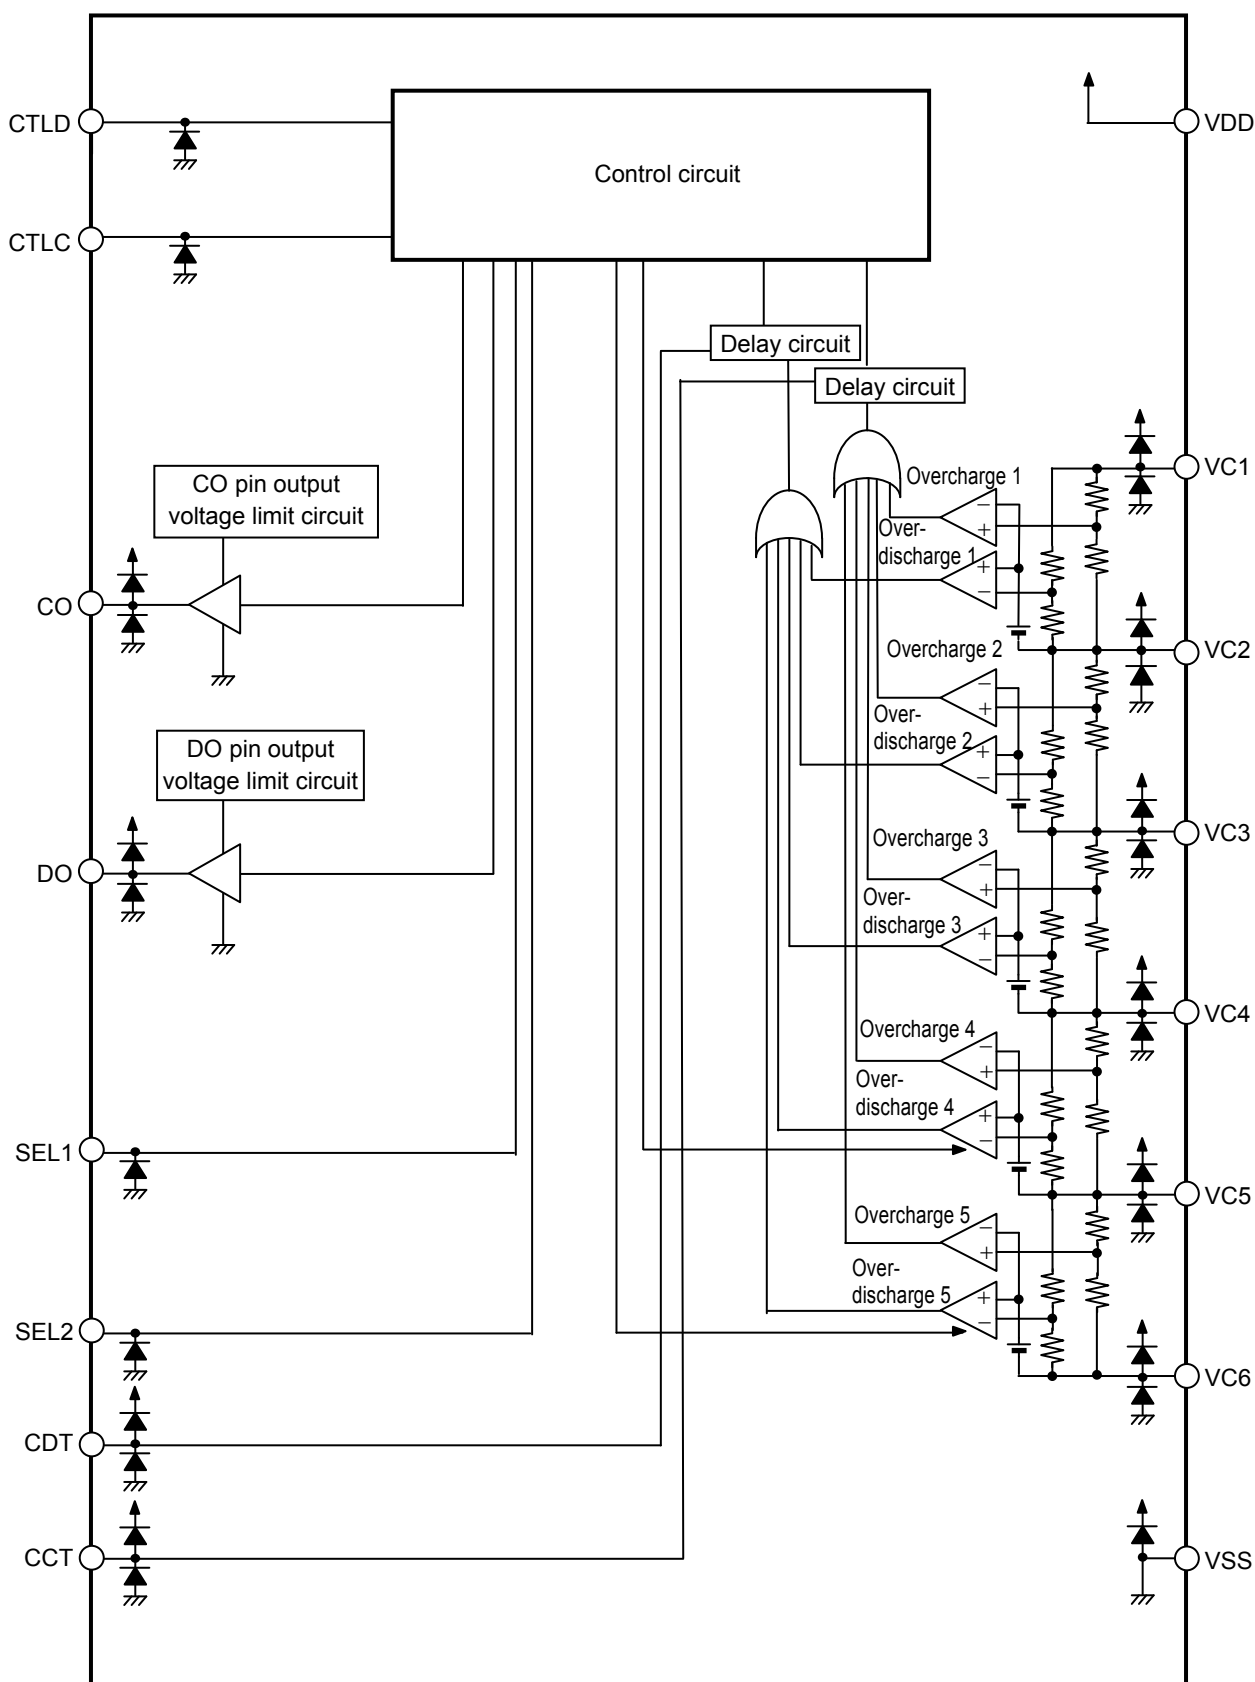 CTLD
Control circuit
VDD
CTLC
Delay circuit
Delay circuit
CO pin output
voltage limit circuit
Overcharge 1
VC1
Over-
discharge 1
CO
Overcharge 2
VC2
Over-
discharge 2
DO pin output
voltage limit circuit
Overcharge 3
VC3
DO
Over-
discharge 3
Overcharge 4
VC4
Over-
discharge 4
SEL1
VC5
Overcharge 5
Over-
discharge 5
SEL2
VC6
CDT
CCT
VSS